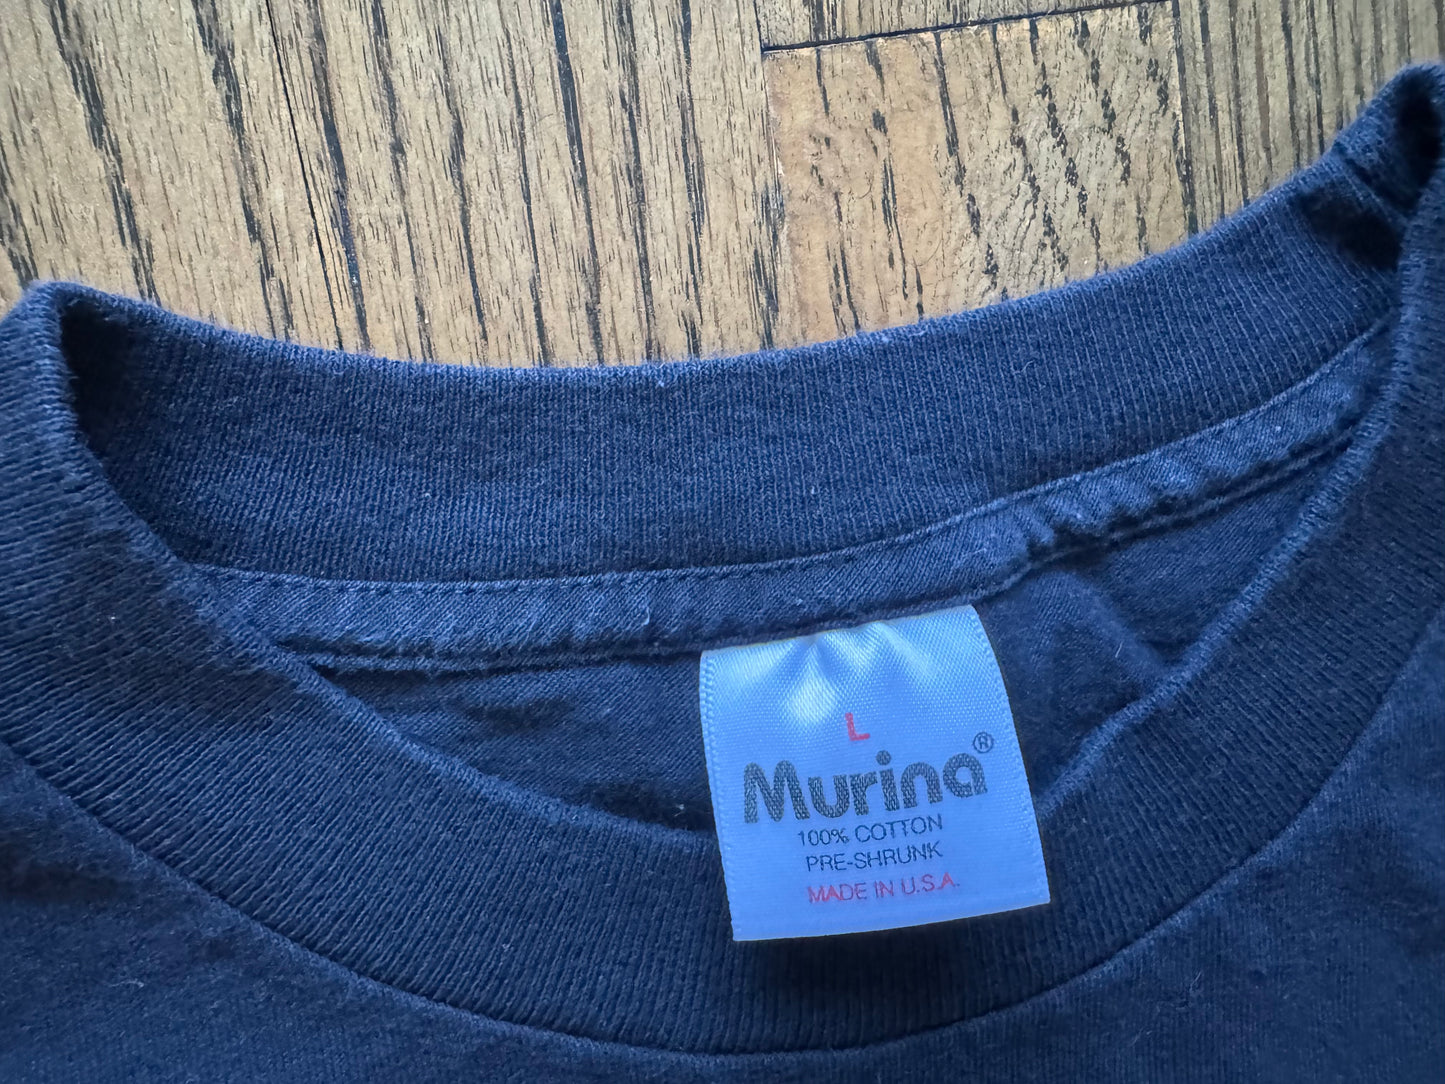 L
Murina®
100% COTTON
PRE-SHRUNK
MADE IN U.S.A.